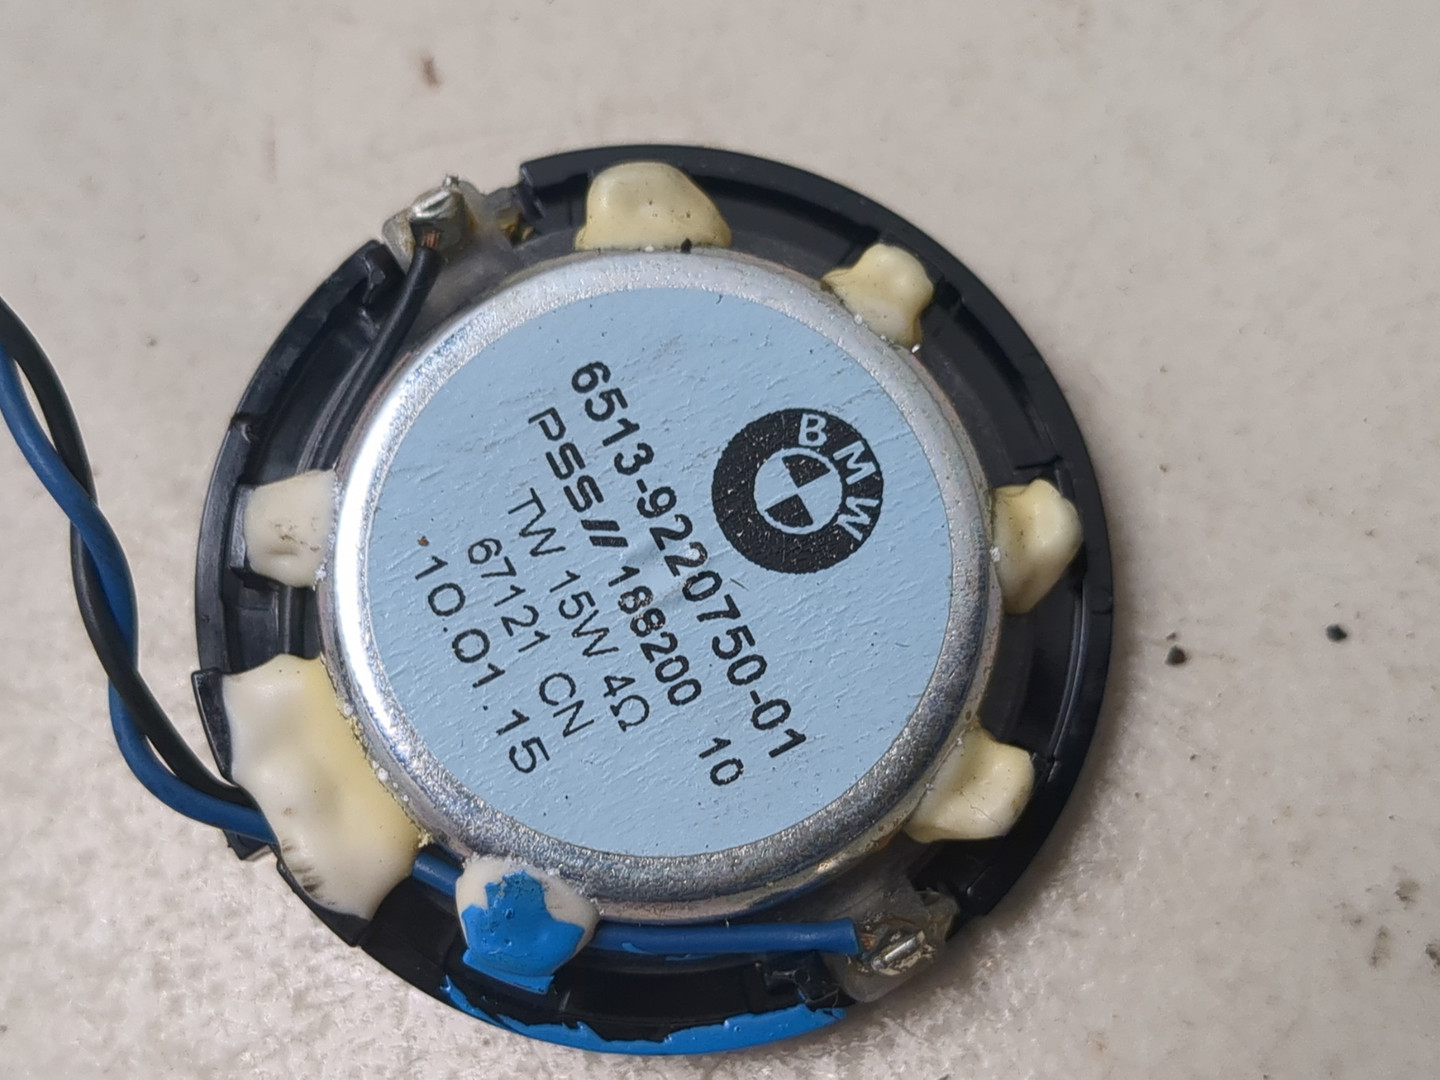 BMW
6513-9220750-01
PSS// 188200 10
TW 15W 4Ω
67121 CN
10.01.15